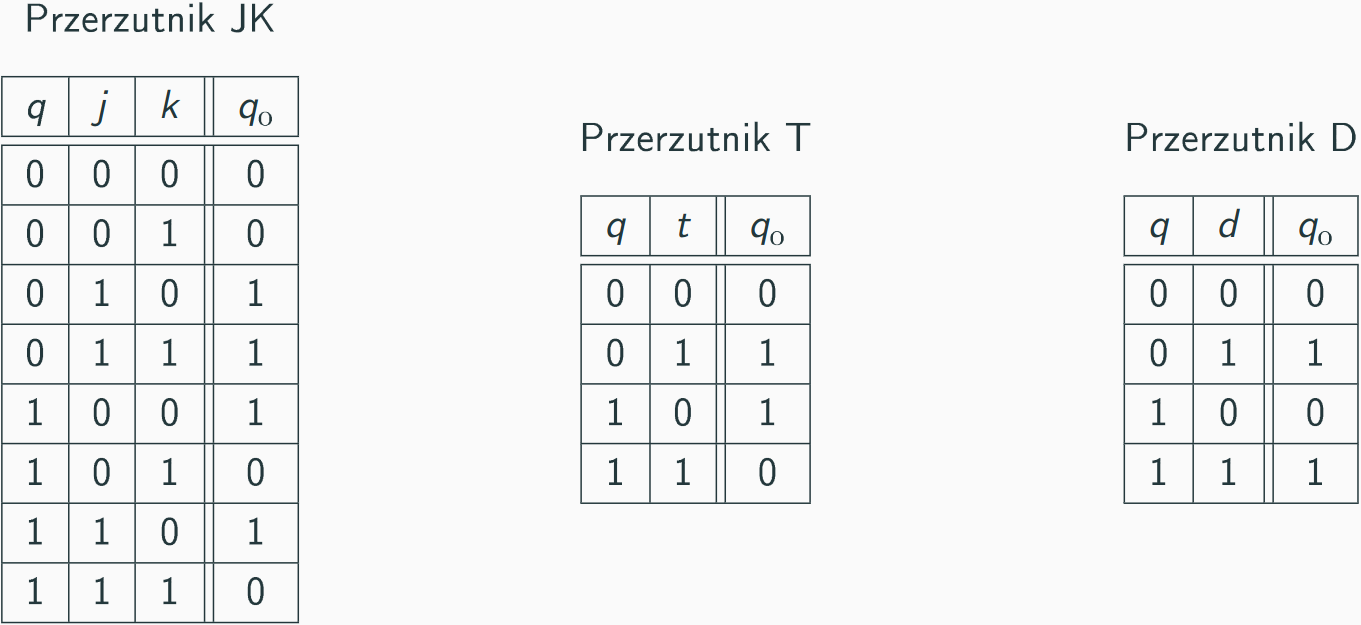 Przerzutnik JK
q j k qo
0 0 0 0
0 0 1 0
0 1 0 1
0 1 1 1
1 0 0 1
1 0 1 0
1 1 0 1
1 1 1 0
Przerzutnik T
q t qo
0 0 0
0 1 1
1 0 1
1 1 0
Przerzutnik D
q d qo
0 0 0
0 1 1
1 0 0
1 1 1